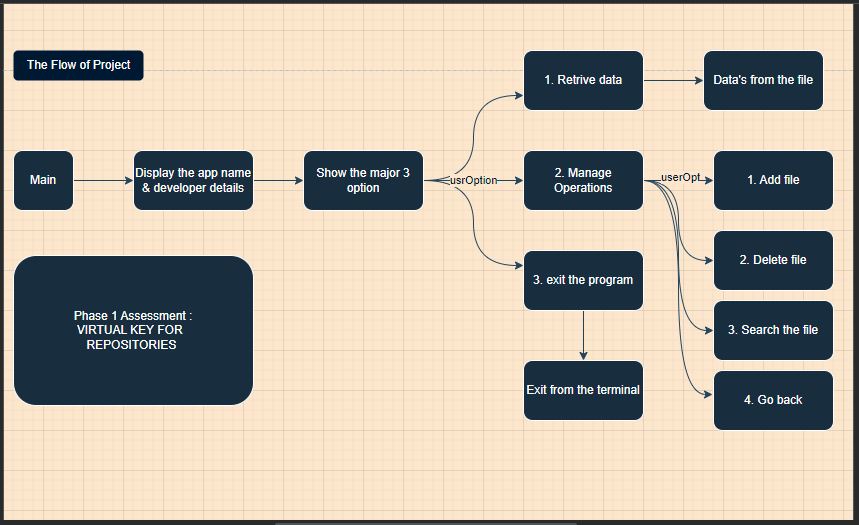 The Flow of Project
1. Retrive data
Data's from the file
Main
Display the app name
& developer details
Show the major 3
option
usrOption
2. Manage
Operations
userOpt
1. Add file
2. Delete file
3. exit the program
3. Search the file
Phase 1 Assessment :
VIRTUAL KEY FOR
REPOSITORIES
Exit from the terminal
4. Go back